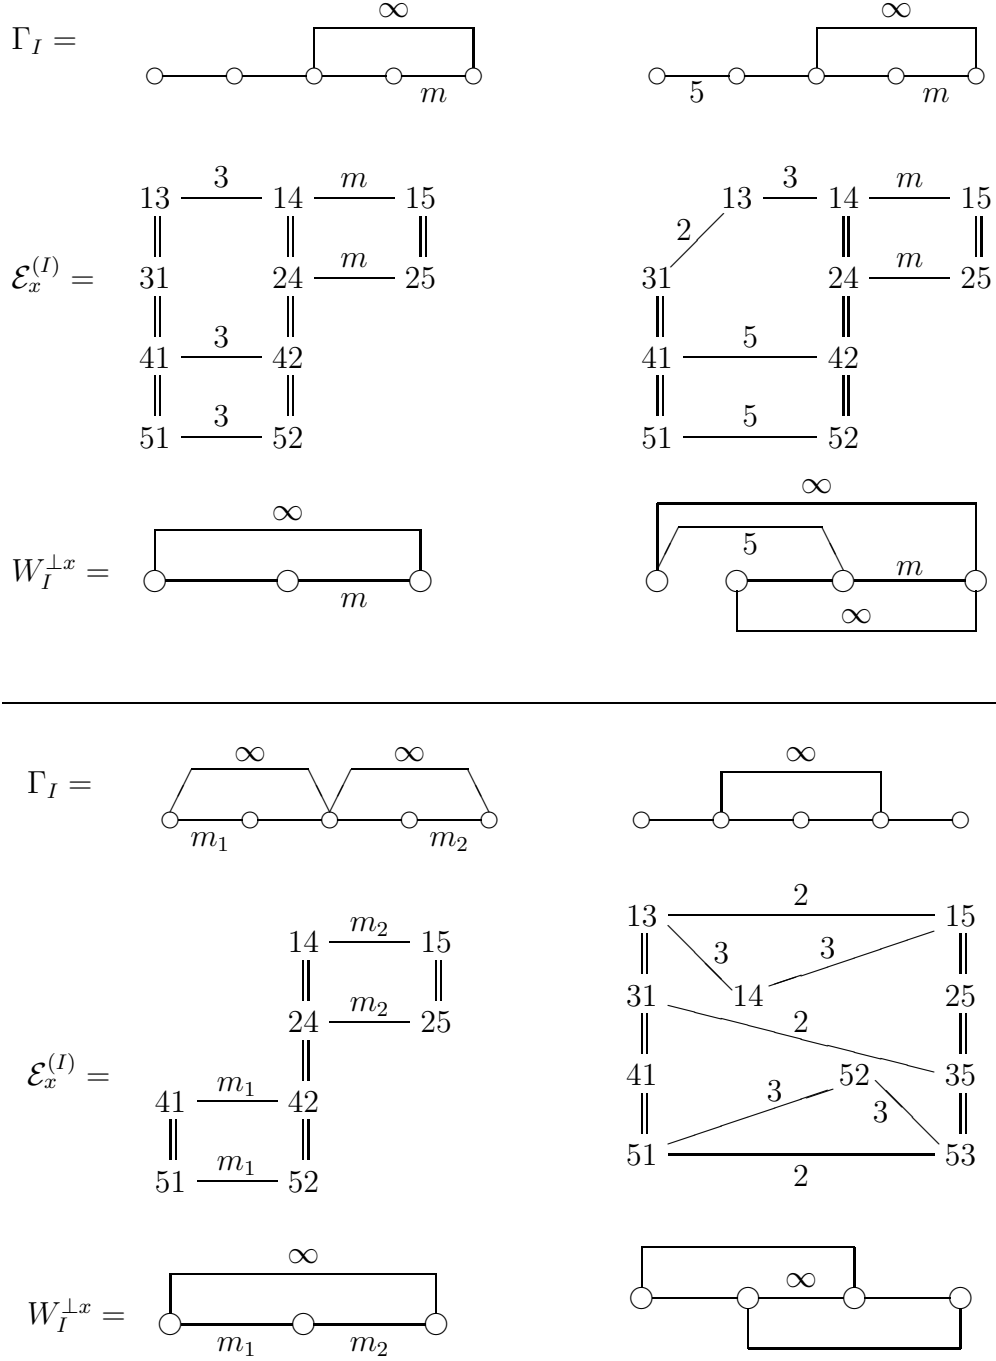 ∞ ∞
Γ_I =
m 5 m
3 m 3 m
13 14 15 13 14 15
2
m m
ℰ_x^{(I)} = 31 24 25 31 24 25
3 5
41 42 41 42
3 5
51 52 51 52
∞ ∞
5
W_I^{⊥x} = m
m ∞
∞ ∞ ∞
Γ_I =
m_1 m_2
2
13 15
m_2
14 15 3 3
m_2 31 14 25
24 25 2
ℰ_x^{(I)} = 41 52 35
m_1
41 42 3 3
m_1 51 53
51 52 2
∞ ∞
W_I^{⊥x} =
m_1 m_2